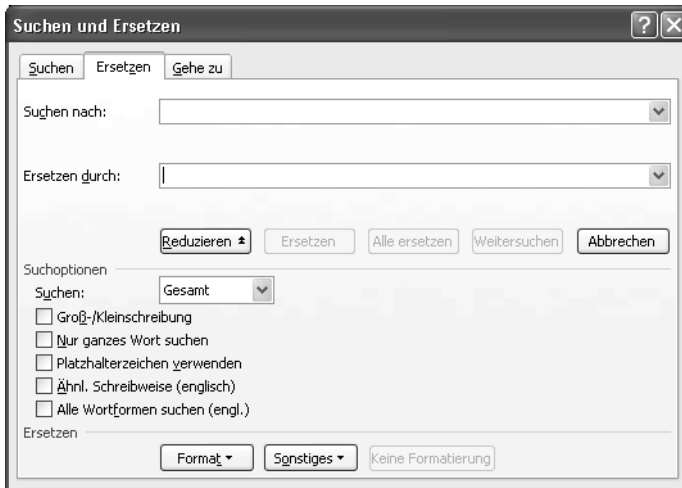 Suchen und Ersetzen
Suchen Ersetzen Gehe zu
Suchen nach:
Ersetzen durch:
Reduzieren Ersetzen Alle ersetzen Weitersuchen Abbrechen
Suchoptionen
Suchen: Gesamt
Groß-/Kleinschreibung
Nur ganzes Wort suchen
Platzhalterzeichen verwenden
Ähnl. Schreibweise (englisch)
Alle Wortformen suchen (engl.)
Ersetzen
Format Sonstiges Keine Formatierung